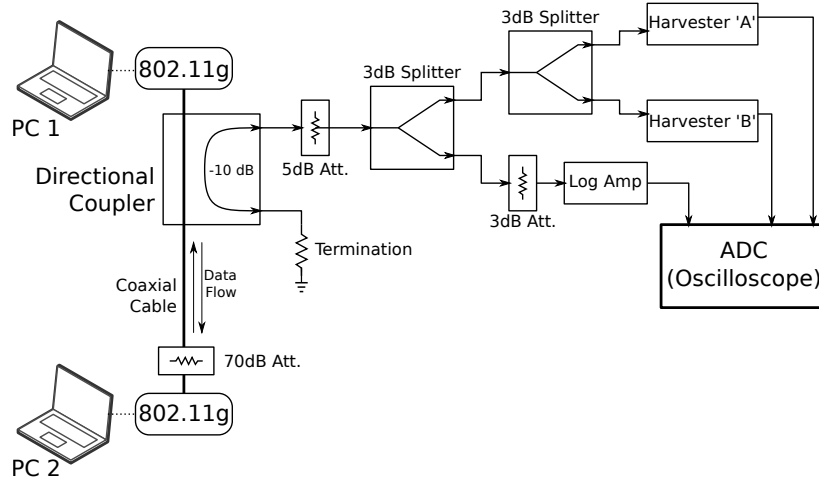 3dB Splitter
Harvester 'A'
802.11g
3dB Splitter
PC 1
-10 dB
5dB Att.
Harvester 'B'
Directional
Coupler
Log Amp
3dB Att.
Termination
ADC
(Oscilloscope)
Coaxial
Cable
Data
Flow
70dB Att.
802.11g
PC 2